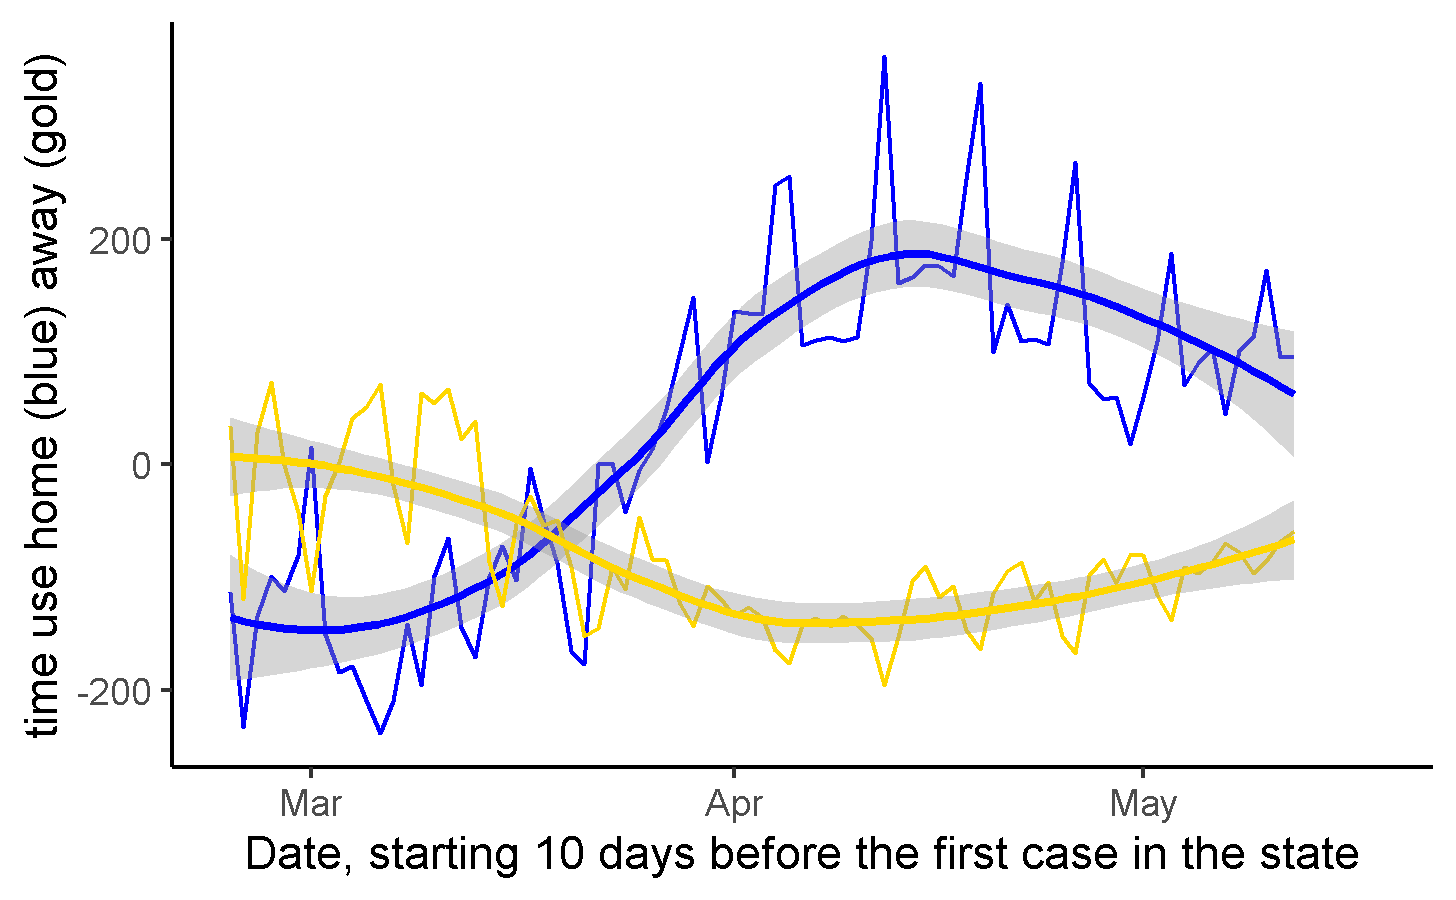 time use home (blue) away (gold)
200
0
-200
Mar
Apr
May
Date, starting 10 days before the first case in the state